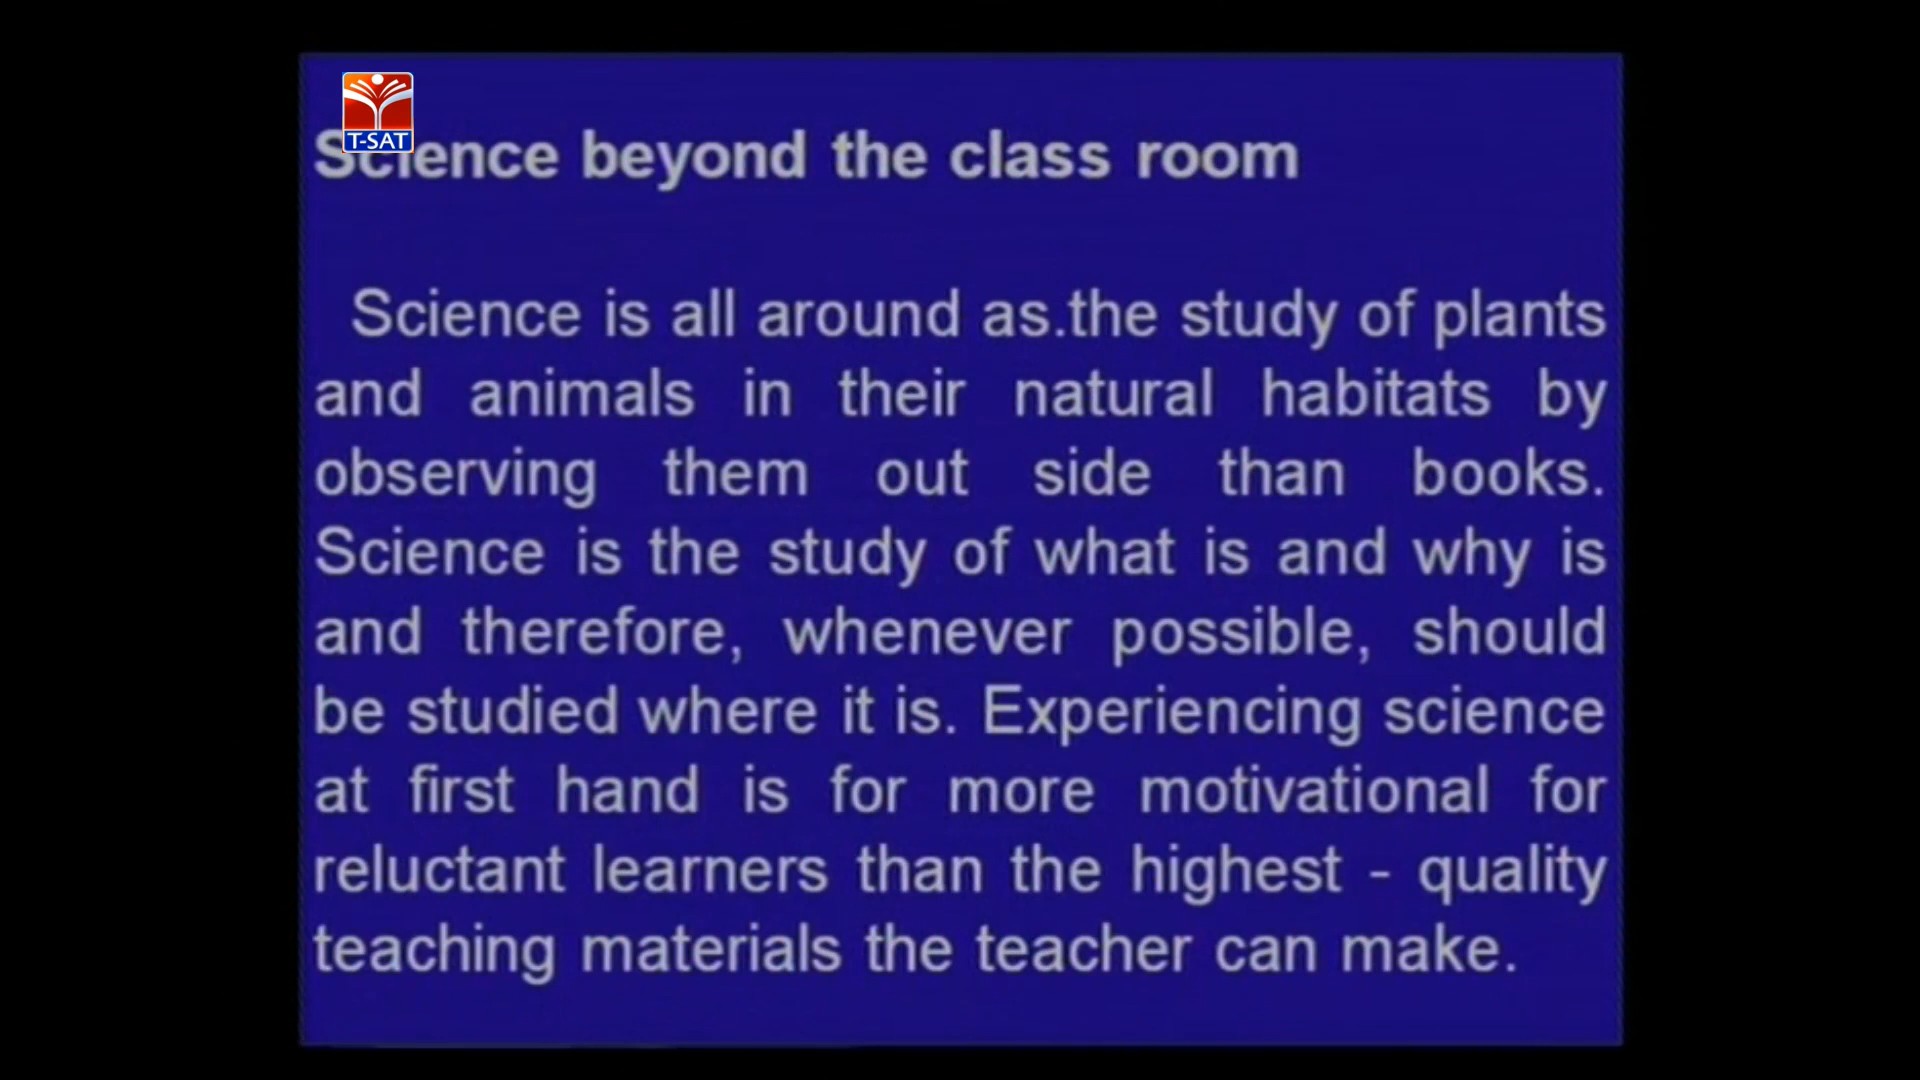 T-SAT
Science beyond the class room
Science is all around as.the study of plants
and animals in their natural habitats by
observing them out side than books.
Science is the study of what is and why is
and therefore, whenever possible, should
be studied where it is. Experiencing science
at first hand is for more motivational for
reluctant learners than the highest - quality
teaching materials the teacher can make.